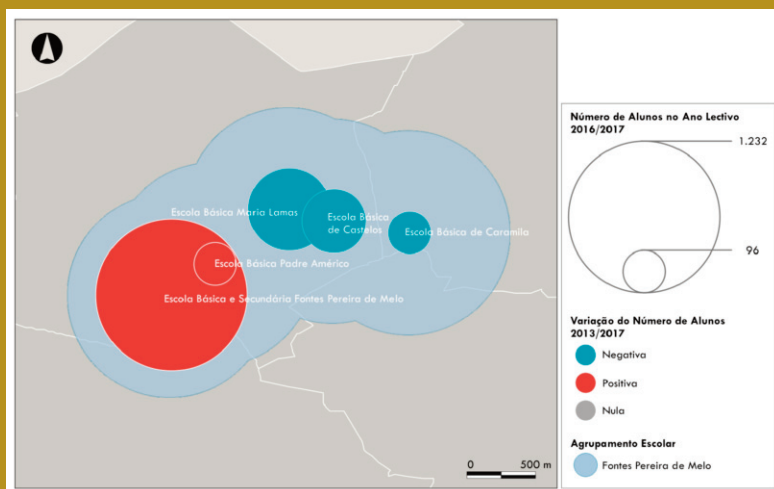 Escola Básica Maria Lamas
Escola Básica
de Castelos
Escola Básica de Caramila
Escola Básica Padre Américo
Escola Básica e Secundária Fontes Pereira de Melo
0 500 m
Número de Alunos no Ano Lectivo
2016/2017
1.232
96
Variação do Número de Alunos
2013/2017
Negativa
Positiva
Nula
Agrupamento Escolar
Fontes Pereira de Melo